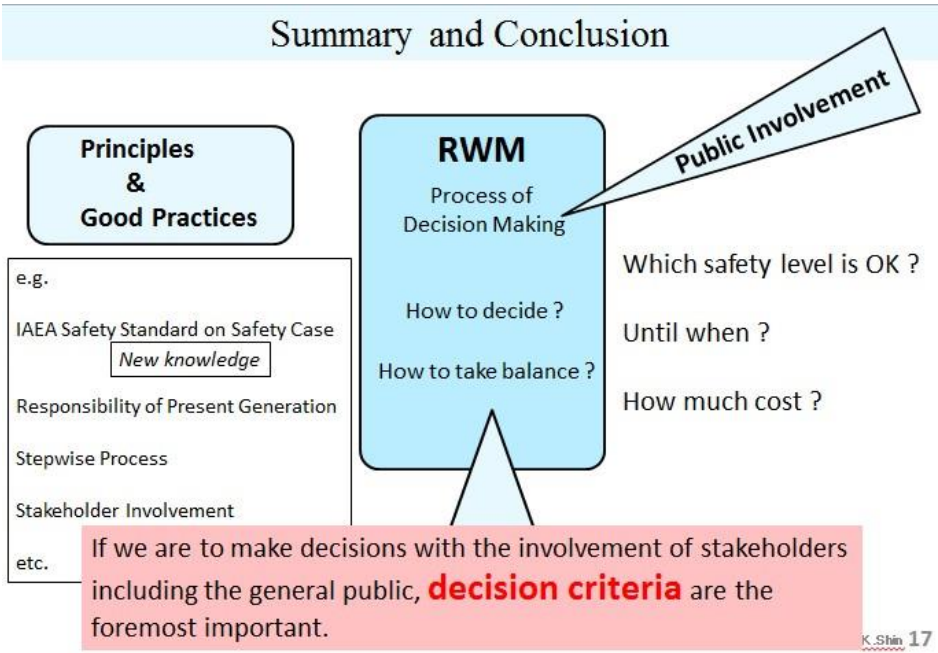 Summary and Conclusion
Public Involvement
Principles
&
Good Practices
RWM
Process of
Decision Making
How to decide ?
How to take balance ?
e.g.
IAEA Safety Standard on Safety Case
New knowledge
Responsibility of Present Generation
Stepwise Process
Stakeholder Involvement
etc.
Which safety level is OK ?
Until when ?
How much cost ?
If we are to make decisions with the involvement of stakeholders
including the general public, decision criteria are the
foremost important.
K.Shin 17